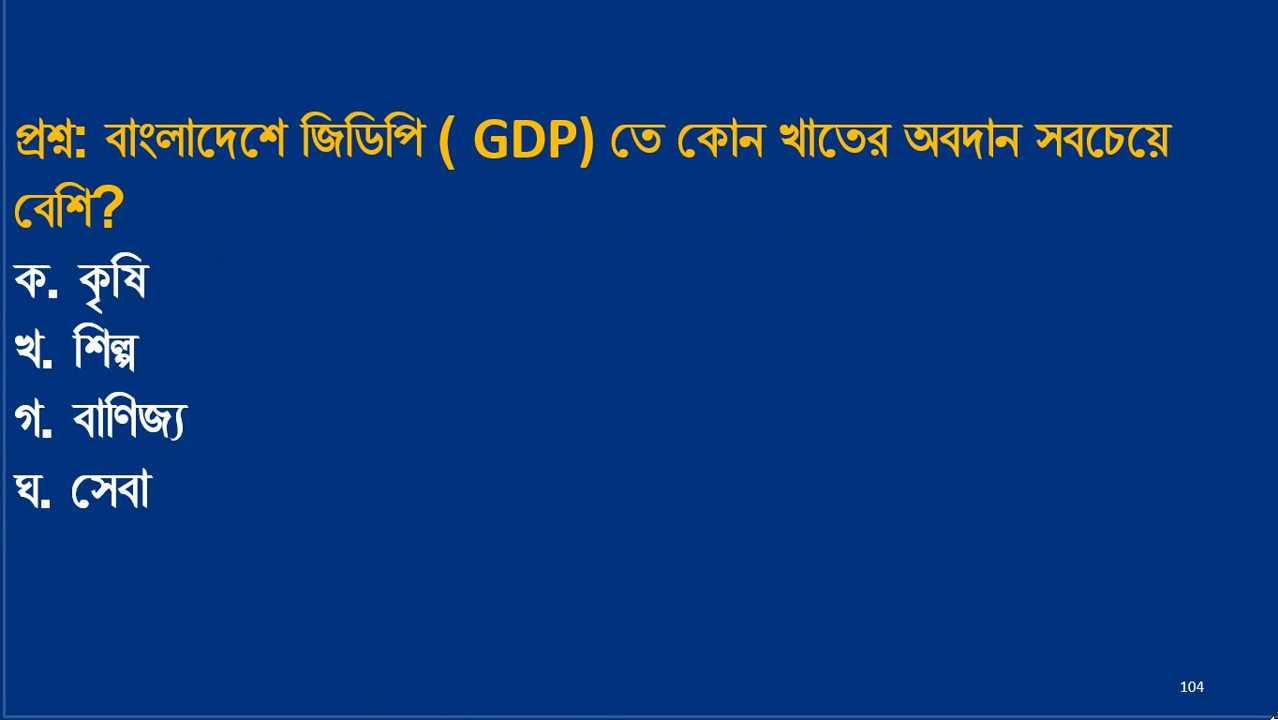 প্রশ্ন: বাংলাদেশে জিডিপি ( GDP) তে কোন খাতের অবদান সবচেয়ে
বেশি?
ক. কৃষি
খ. শিল্প
গ. বাণিজ্য
ঘ. সেবা
104